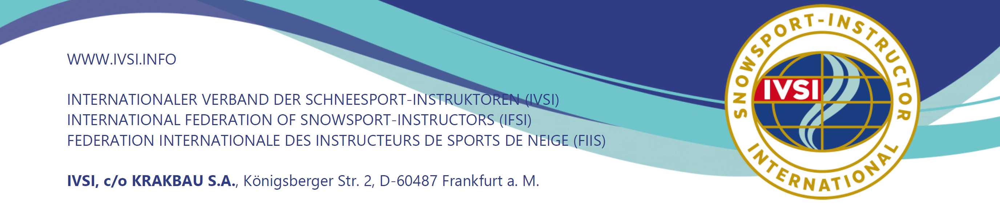 WWW.IVSI.INFO
INTERNATIONALER VERBAND DER SCHNEESPORT-INSTRUKTOREN (IVSI)
INTERNATIONAL FEDERATION OF SNOWSPORT-INSTRUCTORS (IFSI)
FEDERATION INTERNATIONALE DES INSTRUCTEURS DE SPORTS DE NEIGE (FIIS)
IVSI, c/o KRAKBAU S.A., Königsberger Str. 2, D-60487 Frankfurt a. M.
SNOWSPORT-INSTRUCTOR
IVSI
INTERNATIONAL